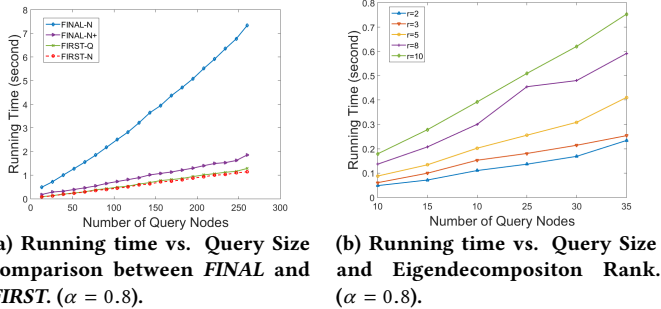 8
7
6
5
4
3
2
1
0
Running Time (second)
FINAL-N
FINAL-N+
FIRST-Q
FIRST-N
0 50 100 150 200 250 300
Number of Query Nodes
a) Running time vs. Query Size
omparison between FINAL and
FIRST. (α = 0.8).
0.8
0.7
0.6
0.5
0.4
0.3
0.2
0.1
0
Running Time (second)
r=2
r=3
r=5
r=8
r=10
10 15 10 20 30 35
Number of Query Nodes
(b) Running time vs. Query Size
and Eigendecompositon Rank.
(α = 0.8).